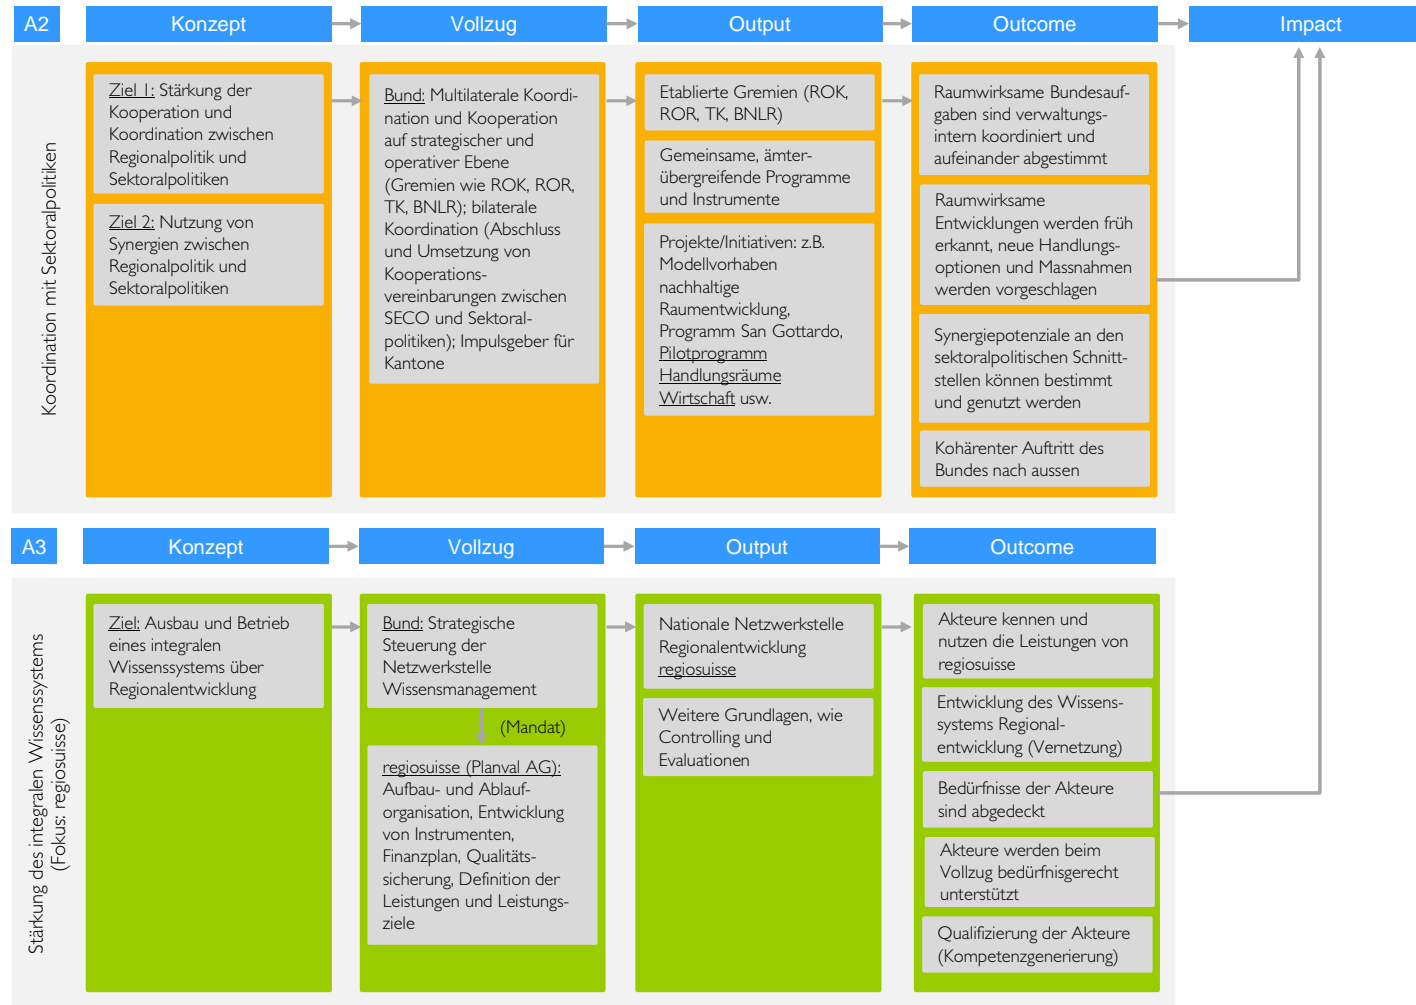 A2
Konzept
Vollzug
Output
Outcome
Impact
Koordination mit Sektoralpolitiken
Ziel 1: Stärkung der
Kooperation und
Koordination zwischen
Regionalpolitik und
Sektoralpolitiken
Ziel 2: Nutzung von
Synergien zwischen
Regionalpolitik und
Sektoralpolitiken
Bund: Multilaterale Koordi-
nation und Kooperation
auf strategischer und
operativer Ebene
(Gremien wie ROK, ROR,
TK, BNLR); bilaterale
Koordination (Abschluss
und Umsetzung von
Kooperations-
vereinbarungen zwischen
SECO und Sektoral-
politiken); Impulsgeber für
Kantone
Etablierte Gremien (ROK,
ROR, TK, BNLR)
Gemeinsame, ämter-
übergreifende Programme
und Instrumente
Projekte/Initiativen: z.B.
Modellvorhaben
nachhaltige
Raumentwicklung,
Programm San Gottardo,
Pilotprogramm
Handlungsräume
Wirtschaft usw.
Raumwirksame Bundesauf-
gaben sind verwaltungs-
intern koordiniert und
aufeinander abgestimmt
Raumwirksame
Entwicklungen werden früh
erkannt, neue Handlungs-
optionen und Massnahmen
werden vorgeschlagen
Synergiepotenziale an den
sektoralpolitischen Schnitt-
stellen können bestimmt
und genutzt werden
Kohärenter Auftritt des
Bundes nach aussen
A3
Konzept
Vollzug
Output
Outcome
Stärkung des integralen Wissenssystems
(Fokus: regiosuisse)
Ziel: Ausbau und Betrieb
eines integralen
Wissenssystems über
Regionalentwicklung
Bund: Strategische
Steuerung der
Netzwerkstelle
Wissensmanagement
(Mandat)
regiosuisse (Planval AG):
Aufbau- und Ablauf-
organisation, Entwicklung
von Instrumenten,
Finanzplan, Qualitäts-
sicherung, Definition der
Leistungen und Leistungs-
ziele
Nationale Netzwerkstelle
Regionalentwicklung
regiosuisse
Weitere Grundlagen, wie
Controlling und
Evaluationen
Akteure kennen und
nutzen die Leistungen von
regiosuisse
Entwicklung des Wissens-
systems Regional-
entwicklung (Vernetzung)
Bedürfnisse der Akteure
sind abgedeckt
Akteure werden beim
Vollzug bedürfnisgerecht
unterstützt
Qualifizierung der Akteure
(Kompetenzgenerierung)